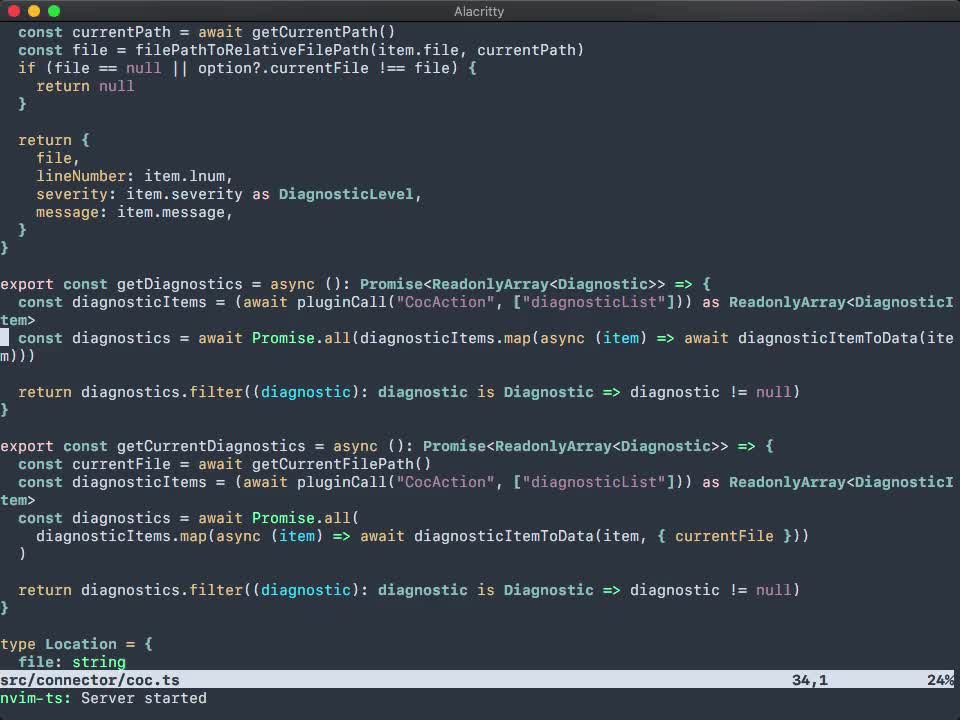 Alacritty
  const currentPath = await getCurrentPath()
  const file = filePathToRelativeFilePath(item.file, currentPath)
  if (file == null || option?.currentFile !== file) {
    return null
  }

  return {
    file,
    lineNumber: item.lnum,
    severity: item.severity as DiagnosticLevel,
    message: item.message,
  }
}

export const getDiagnostics = async (): Promise<ReadonlyArray<Diagnostic>> => {
  const diagnosticItems = (await pluginCall("CocAction", ["diagnosticList"])) as ReadonlyArray<DiagnosticI
tem>
  const diagnostics = await Promise.all(diagnosticItems.map(async (item) => await diagnosticItemToData(ite
m)))

  return diagnostics.filter((diagnostic): diagnostic is Diagnostic => diagnostic != null)
}

export const getCurrentDiagnostics = async (): Promise<ReadonlyArray<Diagnostic>> => {
  const currentFile = await getCurrentFilePath()
  const diagnosticItems = (await pluginCall("CocAction", ["diagnosticList"])) as ReadonlyArray<DiagnosticI
tem>
  const diagnostics = await Promise.all(
    diagnosticItems.map(async (item) => await diagnosticItemToData(item, { currentFile }))
  )

  return diagnostics.filter((diagnostic): diagnostic is Diagnostic => diagnostic != null)
}

type Location = {
  file: string
src/connector/coc.ts 34,1 24%
nvim-ts: Server started